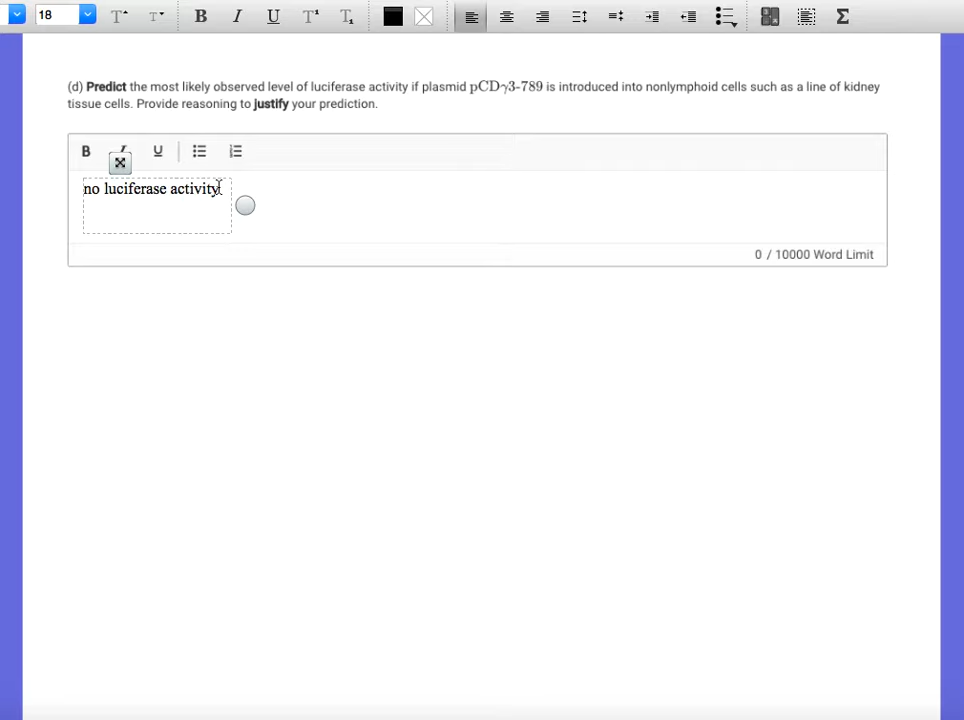 18
(d) Predict the most likely observed level of luciferase activity if plasmid pCDγ3-789 is introduced into nonlymphoid cells such as a line of kidney
tissue cells. Provide reasoning to justify your prediction.
B I U
no luciferase activity
0 / 10000 Word Limit